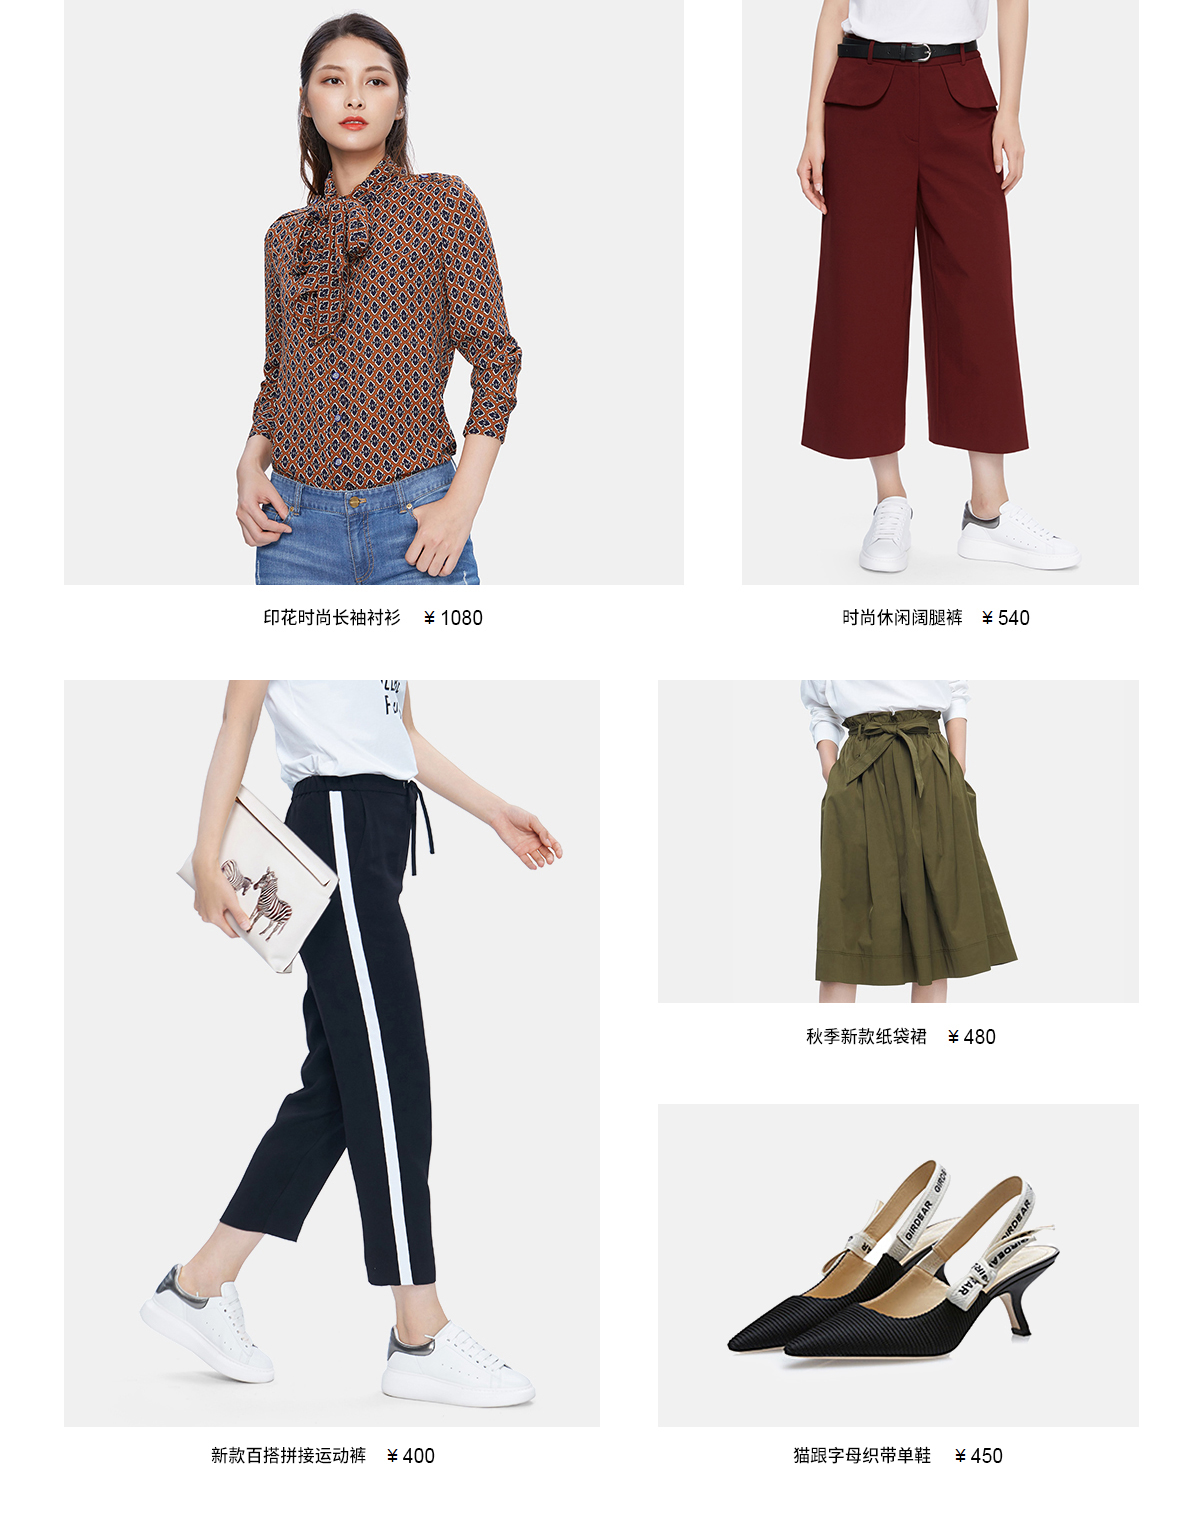 印花时尚长袖衬衫 ¥ 1080
时尚休闲阔腿裤 ¥ 540
秋季新款纸袋裙 ¥ 480
GIRDEAR
GIRDEAR
新款百搭拼接运动裤 ¥ 400
猫跟字母织带单鞋 ¥ 450